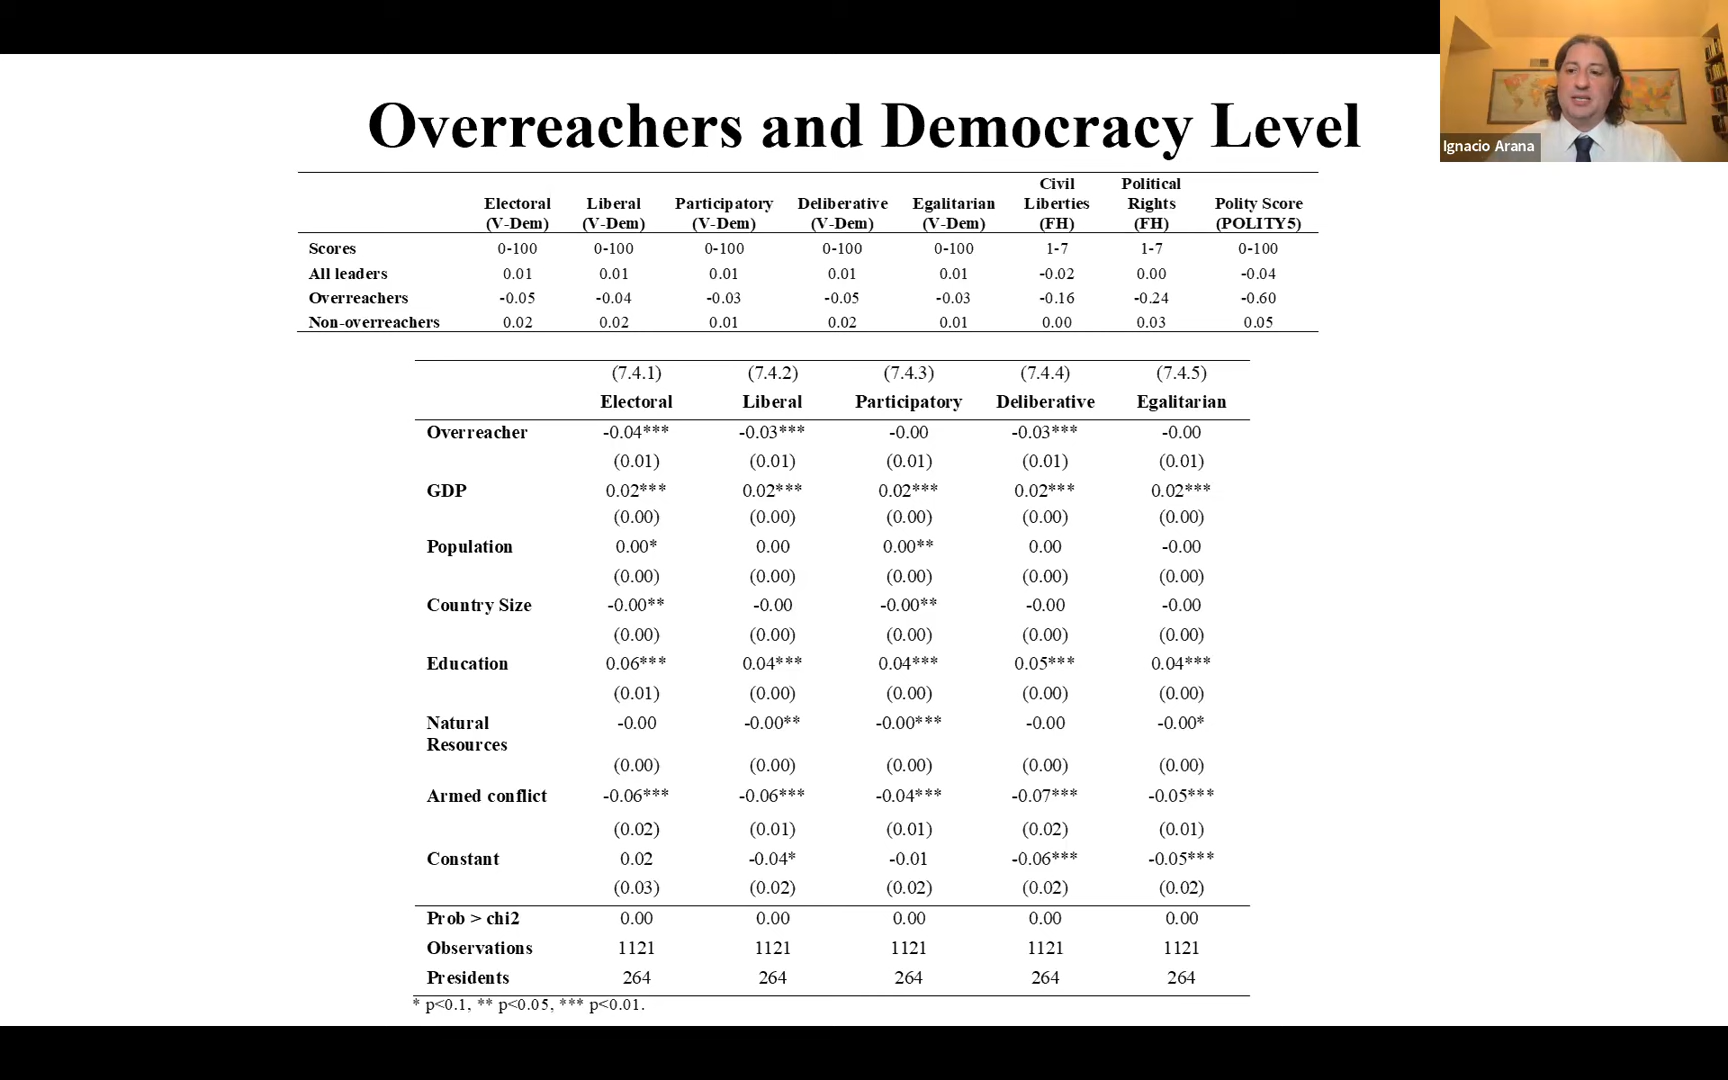 Overreachers and Democracy Level
Ignacio Arana
Electoral (V-Dem) Liberal (V-Dem) Participatory (V-Dem) Deliberative (V-Dem) Egalitarian (V-Dem) Civil Liberties (FH) Political Rights (FH) Polity Score (POLITY5)
Scores 0-100 0-100 0-100 0-100 0-100 1-7 1-7 0-100
All leaders 0.01 0.01 0.01 0.01 0.01 -0.02 0.00 -0.04
Overreachers -0.05 -0.04 -0.03 -0.05 -0.03 -0.16 -0.24 -0.60
Non-overreachers 0.02 0.02 0.01 0.02 0.01 0.00 0.03 0.05
(7.4.1) (7.4.2) (7.4.3) (7.4.4) (7.4.5)
Electoral Liberal Participatory Deliberative Egalitarian
Overreacher -0.04*** -0.03*** -0.00 -0.03*** -0.00
(0.01) (0.01) (0.01) (0.01) (0.01)
GDP 0.02*** 0.02*** 0.02*** 0.02*** 0.02***
(0.00) (0.00) (0.00) (0.00) (0.00)
Population 0.00* 0.00 0.00** 0.00 -0.00
(0.00) (0.00) (0.00) (0.00) (0.00)
Country Size -0.00** -0.00 -0.00** -0.00 -0.00
(0.00) (0.00) (0.00) (0.00) (0.00)
Education 0.06*** 0.04*** 0.04*** 0.05*** 0.04***
(0.01) (0.00) (0.00) (0.00) (0.00)
Natural -0.00 -0.00** -0.00*** -0.00 -0.00*
Resources
(0.00) (0.00) (0.00) (0.00) (0.00)
Armed conflict -0.06*** -0.06*** -0.04*** -0.07*** -0.05***
(0.02) (0.01) (0.01) (0.02) (0.01)
Constant 0.02 -0.04* -0.01 -0.06*** -0.05***
(0.03) (0.02) (0.02) (0.02) (0.02)
Prob > chi2 0.00 0.00 0.00 0.00 0.00
Observations 1121 1121 1121 1121 1121
Presidents 264 264 264 264 264
* p<0.1, ** p<0.05, *** p<0.01.